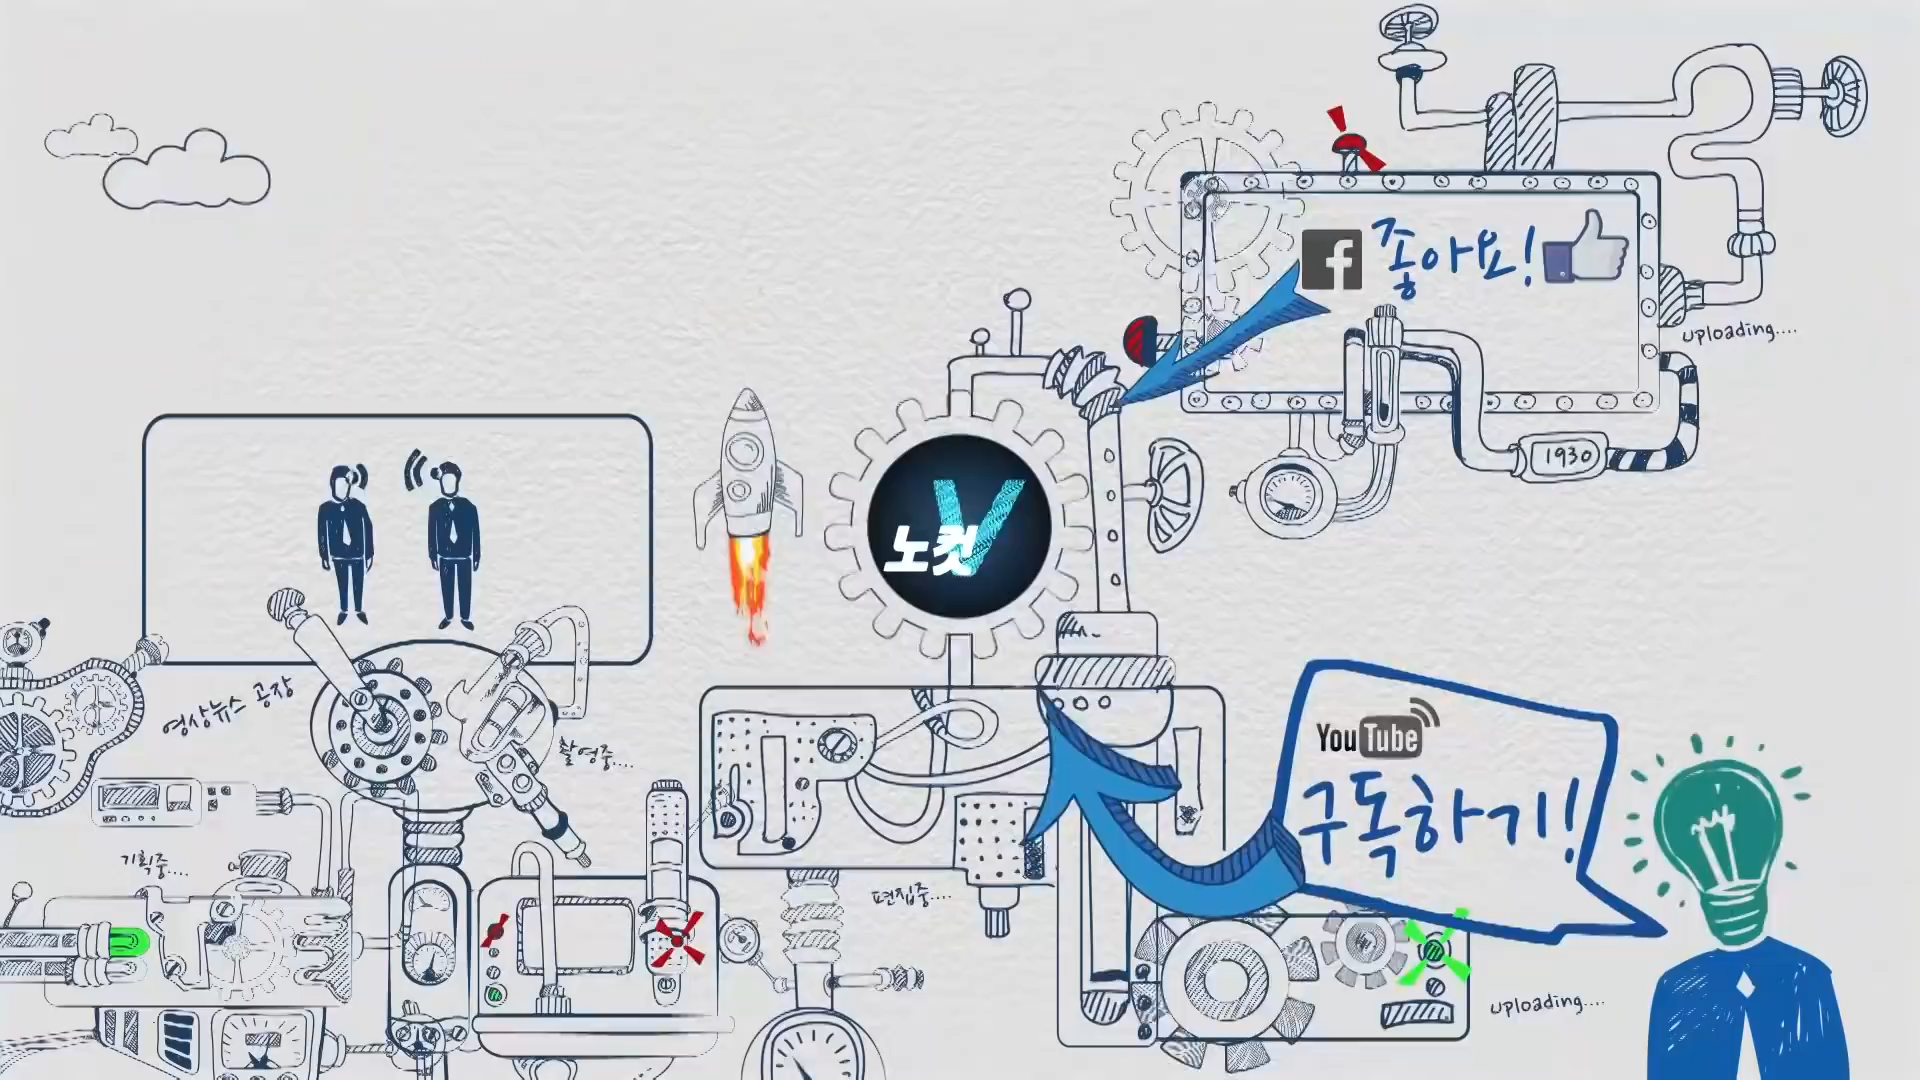 좋아요!
uploading....
1930
V
노컷
영상뉴스 공장
촬영중....
YouTube
구독하기!
기획중....
편집중....
uploading....